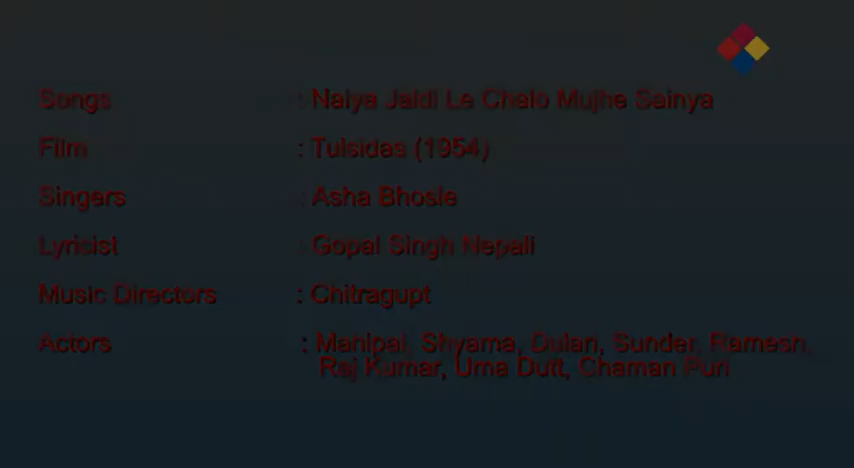 Songs : Naiya Jaldi Le Chalo Mujhe Sainya
Film : Tulsidas (1954)
Singers : Asha Bhosle
Lyricist : Gopal Singh Nepali
Music Directors : Chitragupt
Actors : Mahipal, Shyama, Dulari, Sunder, Ramesh,
Raj Kumar, Uma Dutt, Chaman Puri